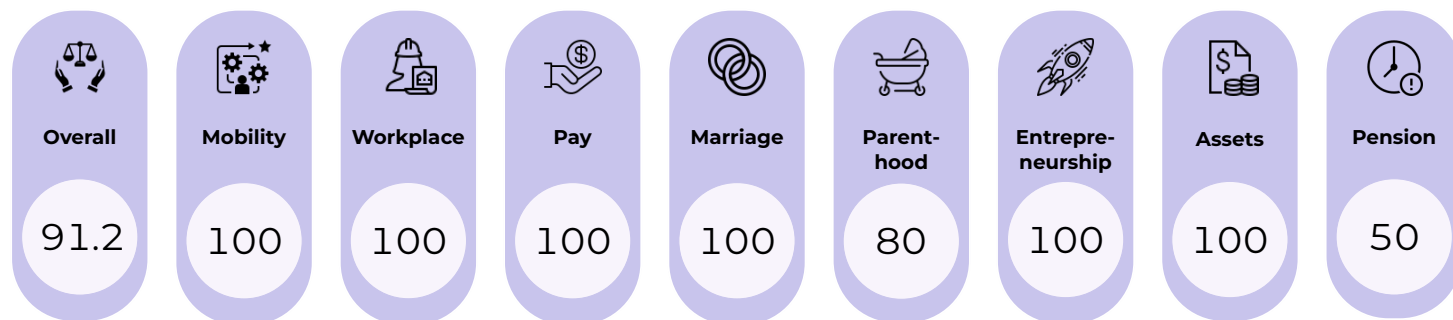 Overall
Mobility
Workplace
Pay
Marriage
Parent-
hood
Entrepre-
neurship
Assets
Pension
91.2
100
100
100
100
80
100
100
50